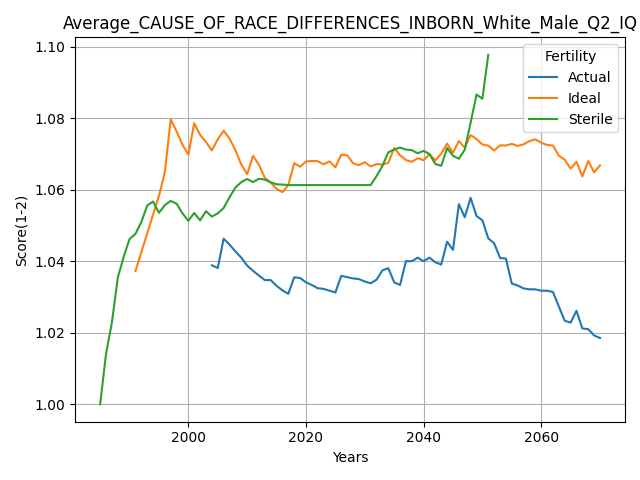 Average_CAUSE_OF_RACE_DIFFERENCES_INBORN_White_Male_Q2_IQ
1.10
1.08
1.06
1.04
1.02
1.00
Score(1-2)
Fertility
Actual
Ideal
Sterile
2000
2020
2040
2060
Years